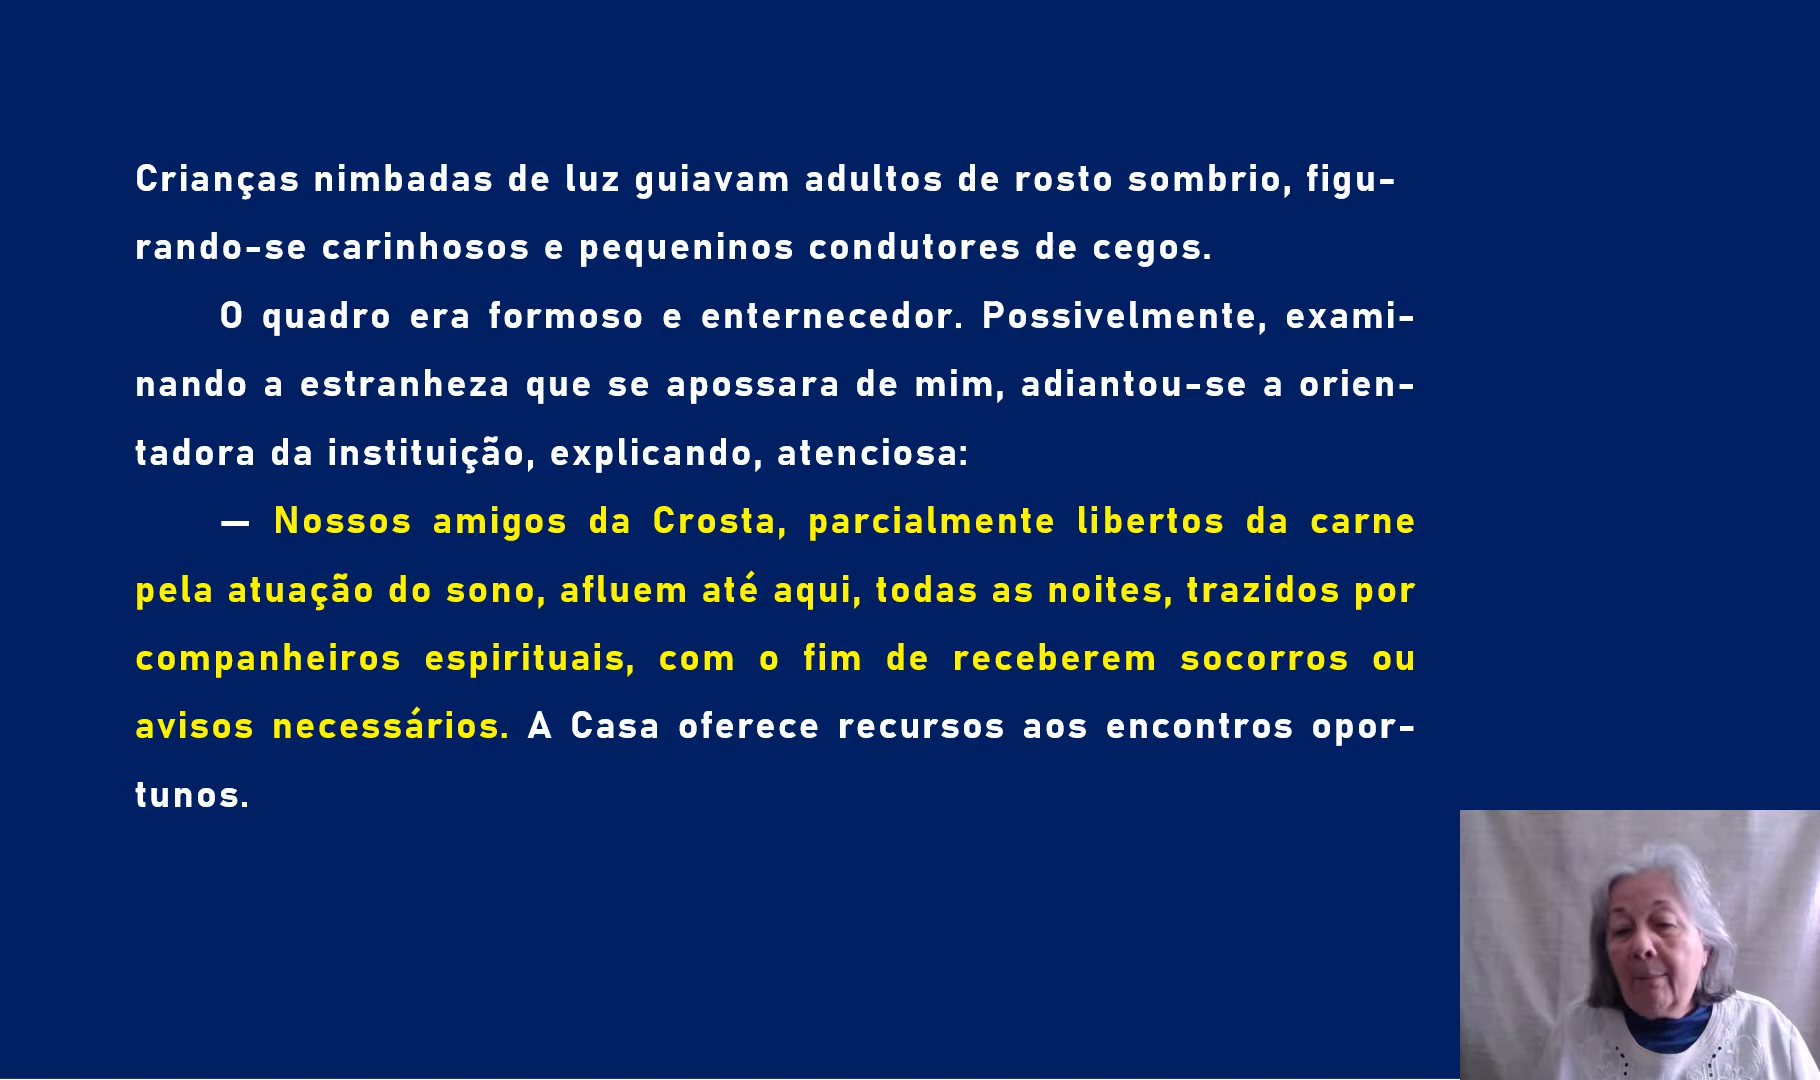 Crianças nimbadas de luz guiavam adultos de rosto sombrio, figu-
rando-se carinhosos e pequeninos condutores de cegos.
O quadro era formoso e enternecedor. Possivelmente, exami-
nando a estranheza que se apossara de mim, adiantou-se a orien-
tadora da instituição, explicando, atenciosa:
— Nossos amigos da Crosta, parcialmente libertos da carne
pela atuação do sono, afluem até aqui, todas as noites, trazidos por
companheiros espirituais, com o fim de receberem socorros ou
avisos necessários. A Casa oferece recursos aos encontros opor-
tunos.